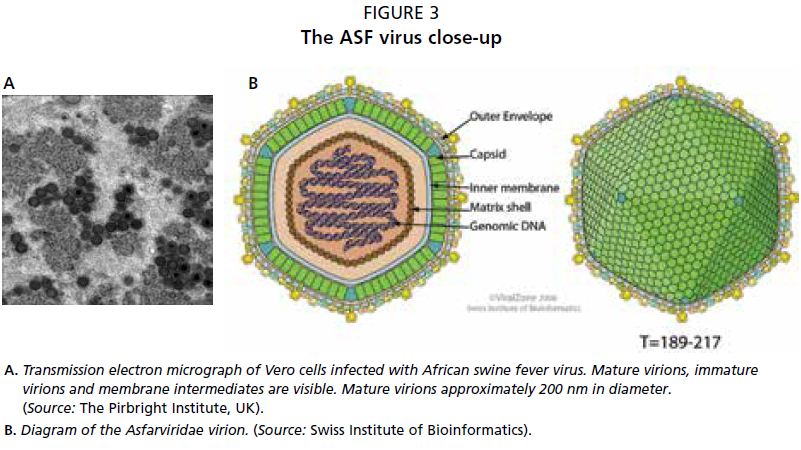 FIGURE 3
The ASF virus close-up
A
B
Outer Envelope
Capsid
Inner membrane
Matrix shell
Genomic DNA
©ViralZone
Swiss Institute of Bioinformatics
T=189-217
A. Transmission electron micrograph of Vero cells infected with African swine fever virus. Mature virions, immature
virions and membrane intermediates are visible. Mature virions approximately 200 nm in diameter.
(Source: The Pirbright Institute, UK).
B. Diagram of the Asfarviridae virion. (Source: Swiss Institute of Bioinformatics).